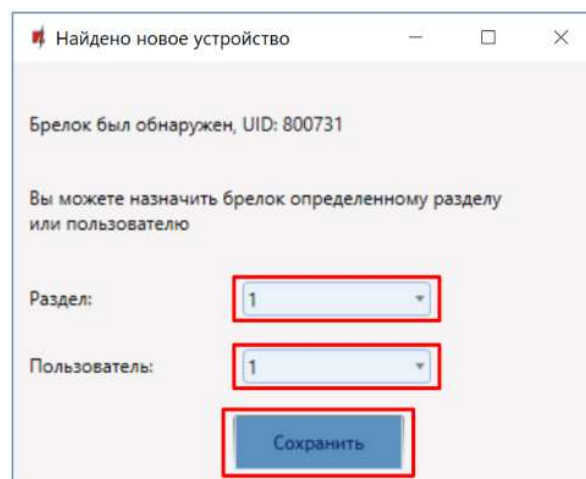 Найдено новое устройство
Брелок был обнаружен, UID: 800731
Вы можете назначить брелок определенному разделу
или пользователю
Раздел:
1
Пользователь:
1
Сохранить